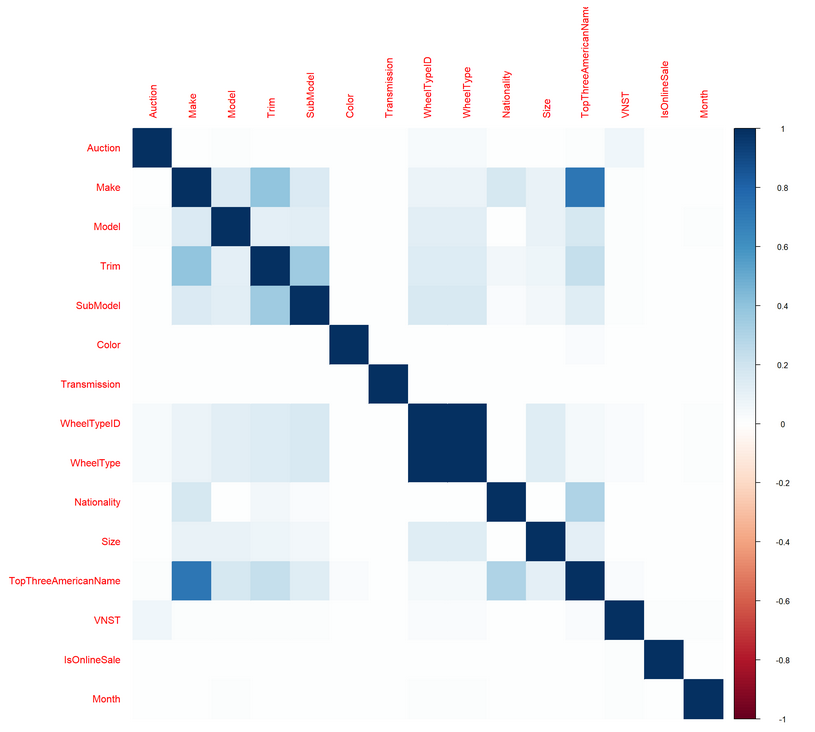 Auction
Make
Model
Trim
SubModel
Color
Transmission
WheelTypeID
WheelType
Nationality
Size
TopThreeAmericanName
VNST
IsOnlineSale
Month
Auction
Make
Model
Trim
SubModel
Color
Transmission
WheelTypeID
WheelType
Nationality
Size
TopThreeAmericanName
VNST
IsOnlineSale
Month
1
0.8
0.6
0.4
0.2
0
-0.2
-0.4
-0.6
-0.8
-1